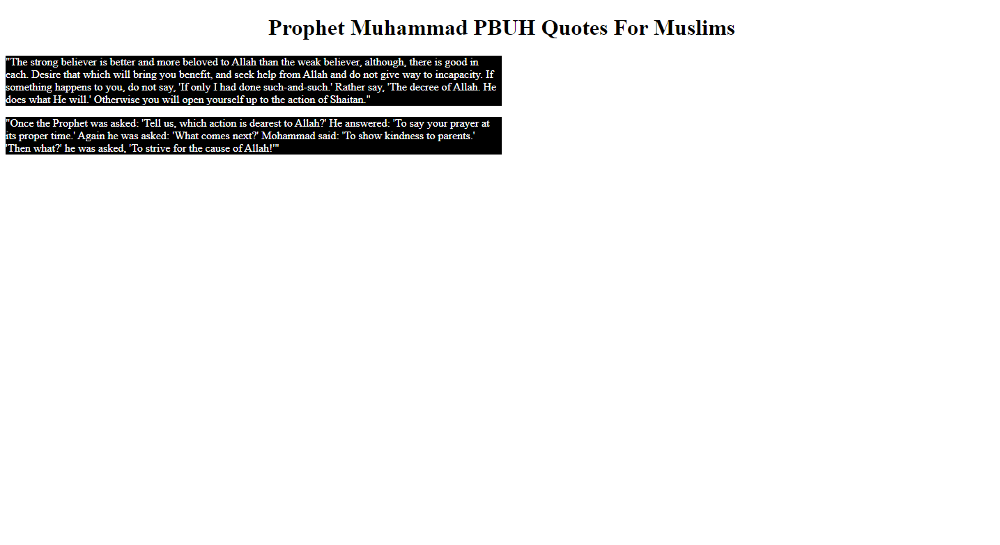 Prophet Muhammad PBUH Quotes For Muslims
"The strong believer is better and more beloved to Allah than the weak believer, although, there is good in
each. Desire that which will bring you benefit, and seek help from Allah and do not give way to incapacity. If
something happens to you, do not say, 'If only I had done such-and-such.' Rather say, 'The decree of Allah. He
does what He will.' Otherwise you will open yourself up to the action of Shaitan."
"Once the Prophet was asked: 'Tell us, which action is dearest to Allah?' He answered: 'To say your prayer at
its proper time.' Again he was asked: 'What comes next?' Mohammad said: 'To show kindness to parents.'
'Then what?' he was asked, 'To strive for the cause of Allah!'"